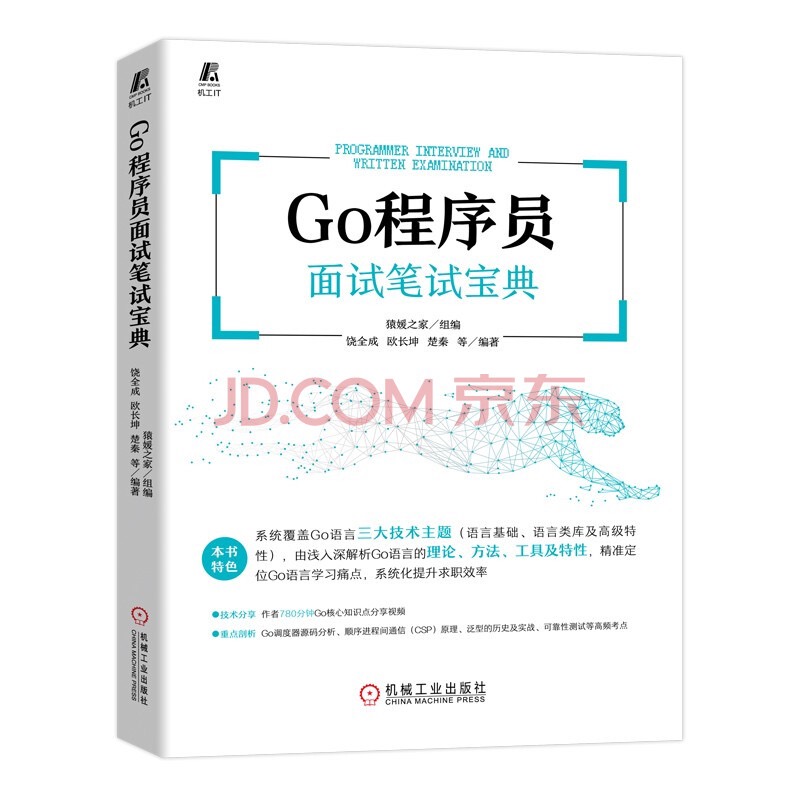 CMP BOOKS
机工IT
Go程序员面试笔试宝典
猿媛之家/组编
饶全成 欧长坤 楚秦 等/编著
机械工业出版社
CHINA MACHINE PRESS
CMP BOOKS
机工IT
PROGRAMMER INTERVIEW AND
WRITTEN EXAMINATION
Go程序员
面试笔试宝典
猿媛之家/组编
饶全成 欧长坤 楚秦 等/编著
JD.COM 京东
本书
特色
系统覆盖Go语言三大技术主题（语言基础、语言类库及高级特
性），由浅入深解析Go语言的理论、方法、工具及特性，精准定
位Go语言学习痛点，系统化提升求职效率
●技术分享 作者780分钟Go核心知识点分享视频
●重点剖析 Go调度器源码分析、顺序进程间通信（CSP）原理、泛型的历史及实战、可靠性测试等高频考点
机械工业出版社
CHINA MACHINE PRESS